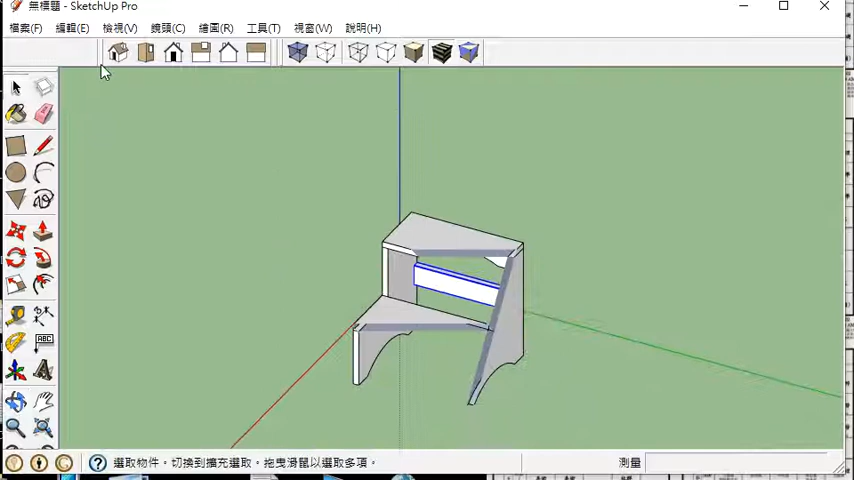 無標題 - SketchUp Pro
檔案(F) 編輯(E) 檢視(V) 鏡頭(C) 繪圖(R) 工具(T) 視窗(W) 說明(H)
選取物件。切換到擴充選取。拖曳滑鼠以選取多項。 測量